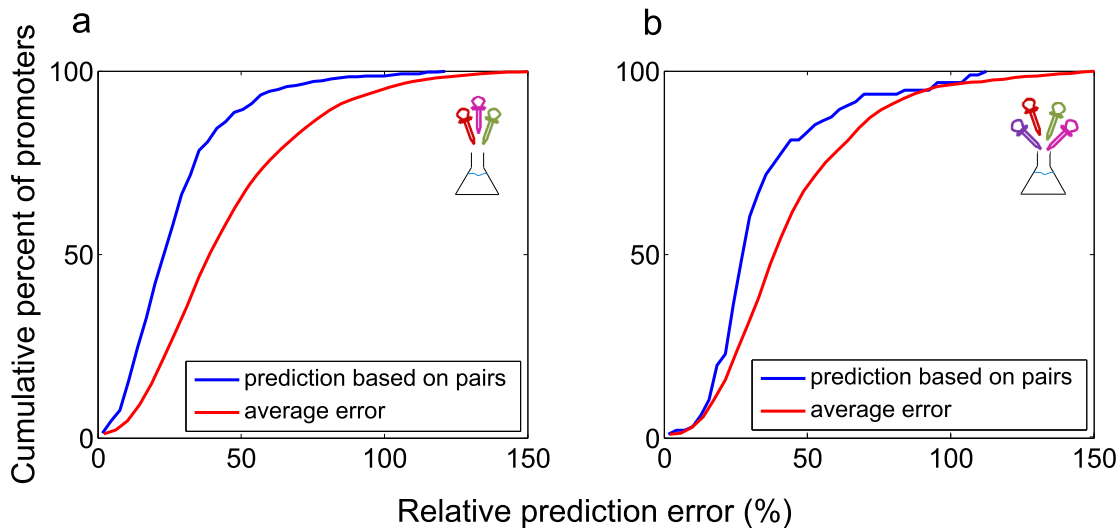 a
b
Cumulative percent of promoters
100
50
0
0
50
100
150
prediction based on pairs
average error
100
50
0
0
50
100
150
prediction based on pairs
average error
Relative prediction error (%)